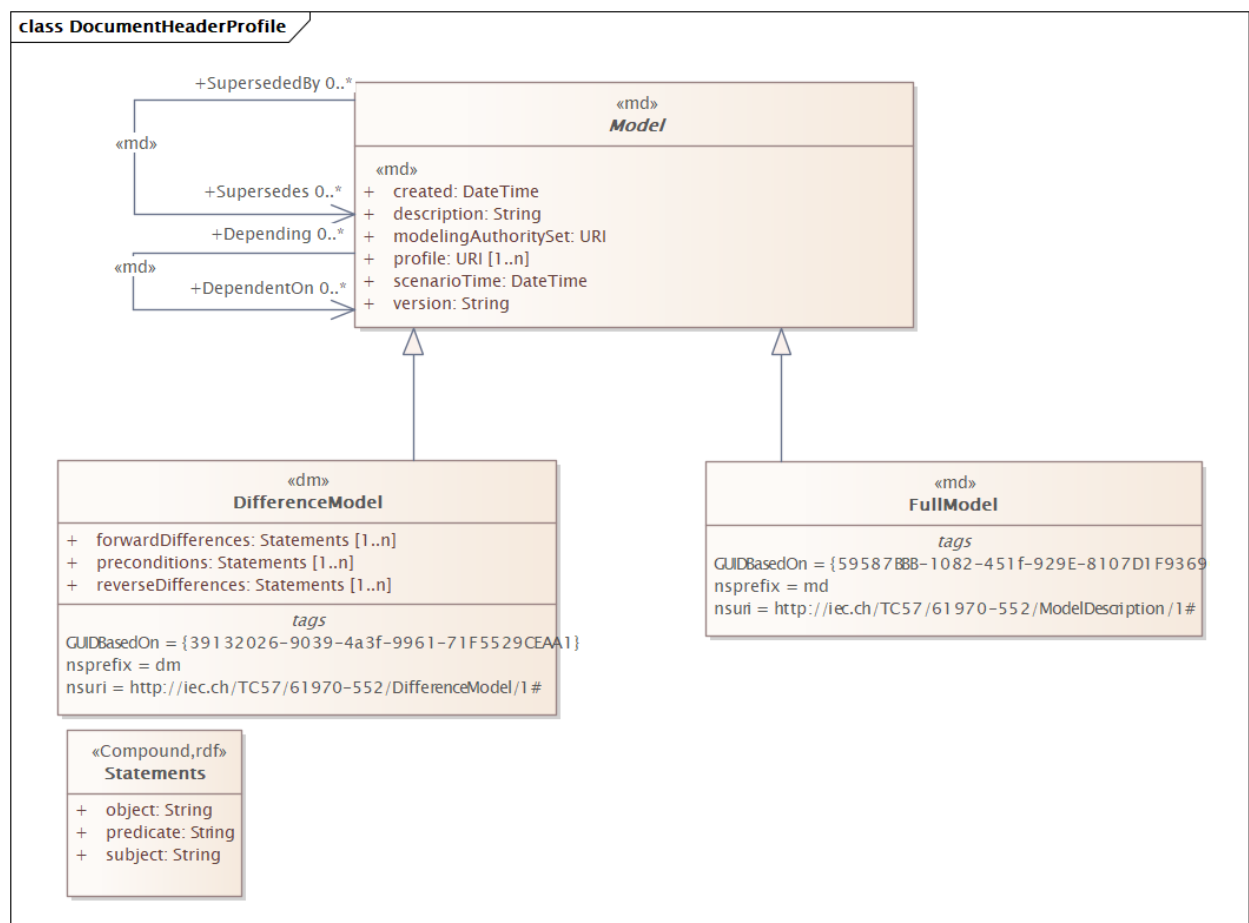 class DocumentHeaderProfile
+SupersededBy 0..*
«md»
+Supersedes 0..*
+Depending 0..*
«md»
+DependentOn 0..*
«md»
Model
«md»
+ created: DateTime
+ description: String
+ modelingAuthoritySet: URI
+ profile: URI [1..n]
+ scenarioTime: DateTime
+ version: String
«dm»
DifferenceModel
+ forwardDifferences: Statements [1..n]
+ preconditions: Statements [1..n]
+ reverseDifferences: Statements [1..n]
tags
GUIDBasedOn = {39132026-9039-4a3f-9961-71F5529CEAA1}
nsprefix = dm
nsuri = http://iec.ch/TC57/61970-552/DifferenceModel/1#
«md»
FullModel
tags
GUIDBasedOn = {59587BBB-1082-451f-929E-8107D1F9369
nsprefix = md
nsuri = http://iec.ch/TC57/61970-552/ModelDescription/1#
«Compound,rdf»
Statements
+ object: String
+ predicate: String
+ subject: String